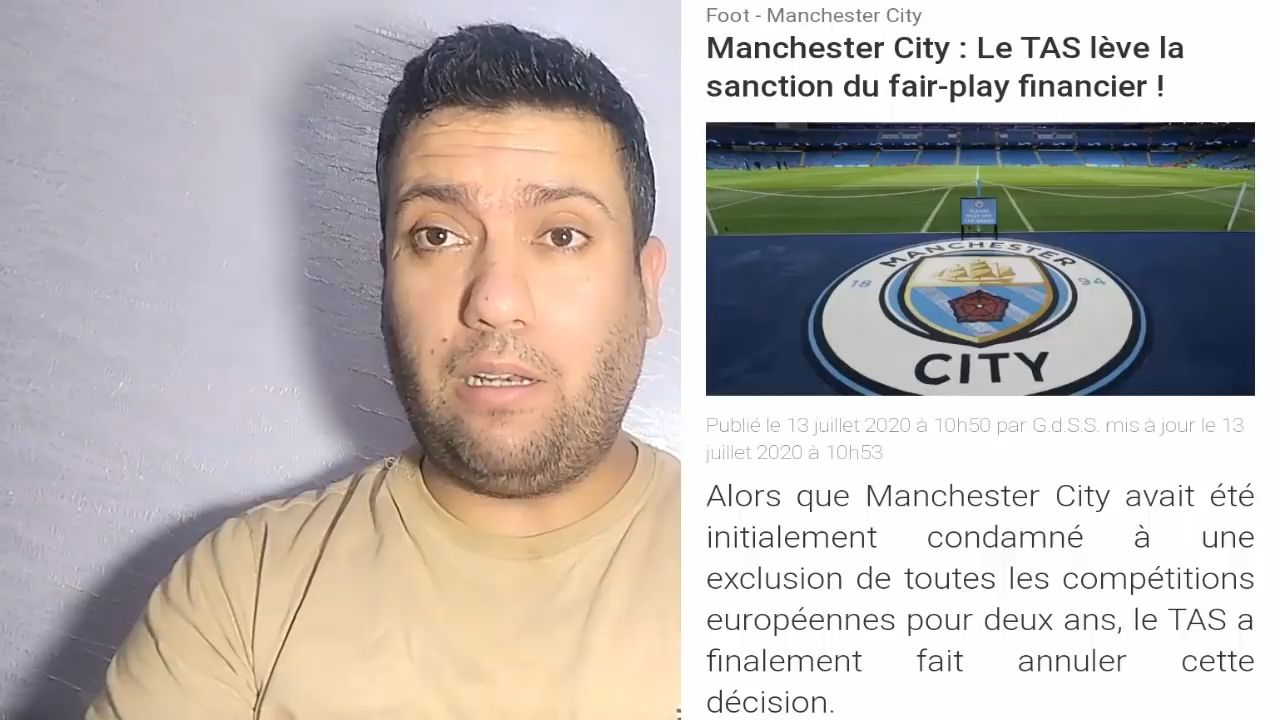 Foot - Manchester City
Manchester City : Le TAS lève la
sanction du fair-play financier !
MANCHESTER
18 94
CITY
Publié le 13 juillet 2020 à 10h50 par G.d.S.S. mis à jour le 13
juillet 2020 à 10h53
Alors que Manchester City avait été
initialement condamné à une
exclusion de toutes les compétitions
européennes pour deux ans, le TAS a
finalement fait annuler cette
décision.